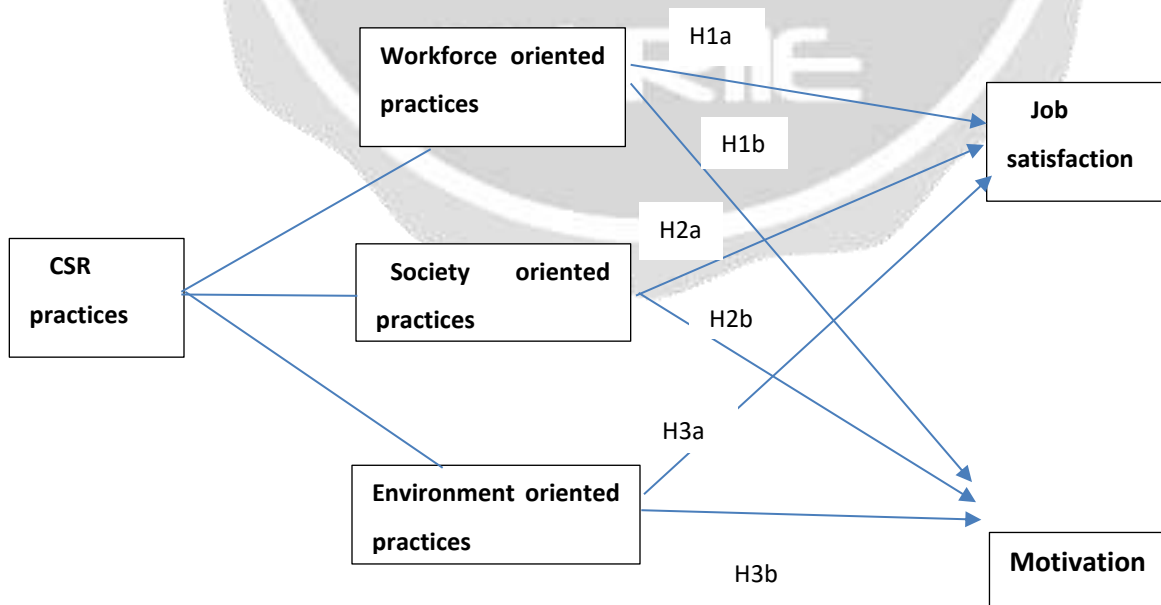 H1a
Workforce oriented
practices
Job
satisfaction
H1b
H2a
CSR
practices
Society oriented
practices
H2b
H3a
Environment oriented
practices
Motivation
H3b